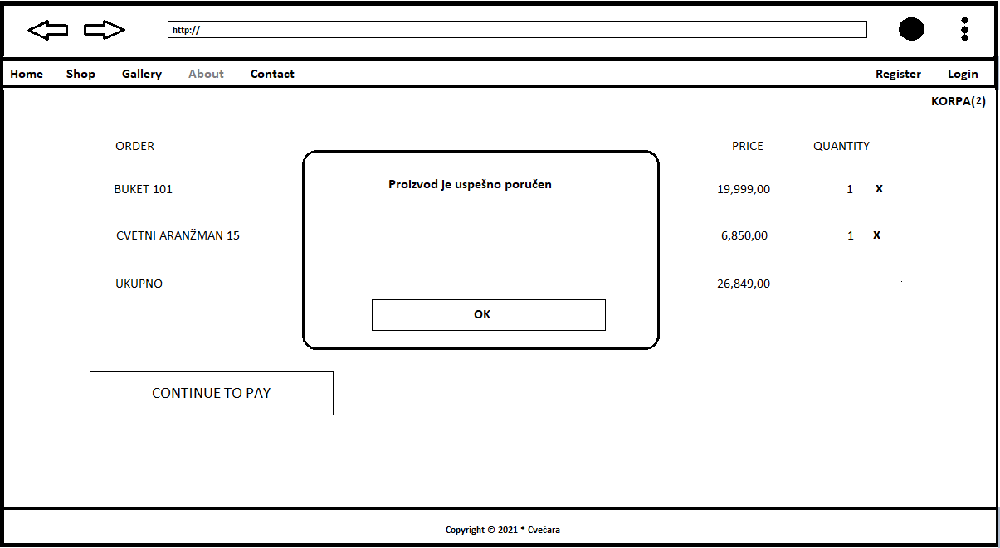 http://
Home Shop Gallery About Contact Register Login
KORPA(2)
ORDER PRICE QUANTITY
Proizvod je uspešno poručen
BUKET 101 19,999,00 1 X
CVETNI ARANŽMAN 15 6,850,00 1 X
UKUPNO 26,849,00
OK
CONTINUE TO PAY
Copyright © 2021 * Cvećara